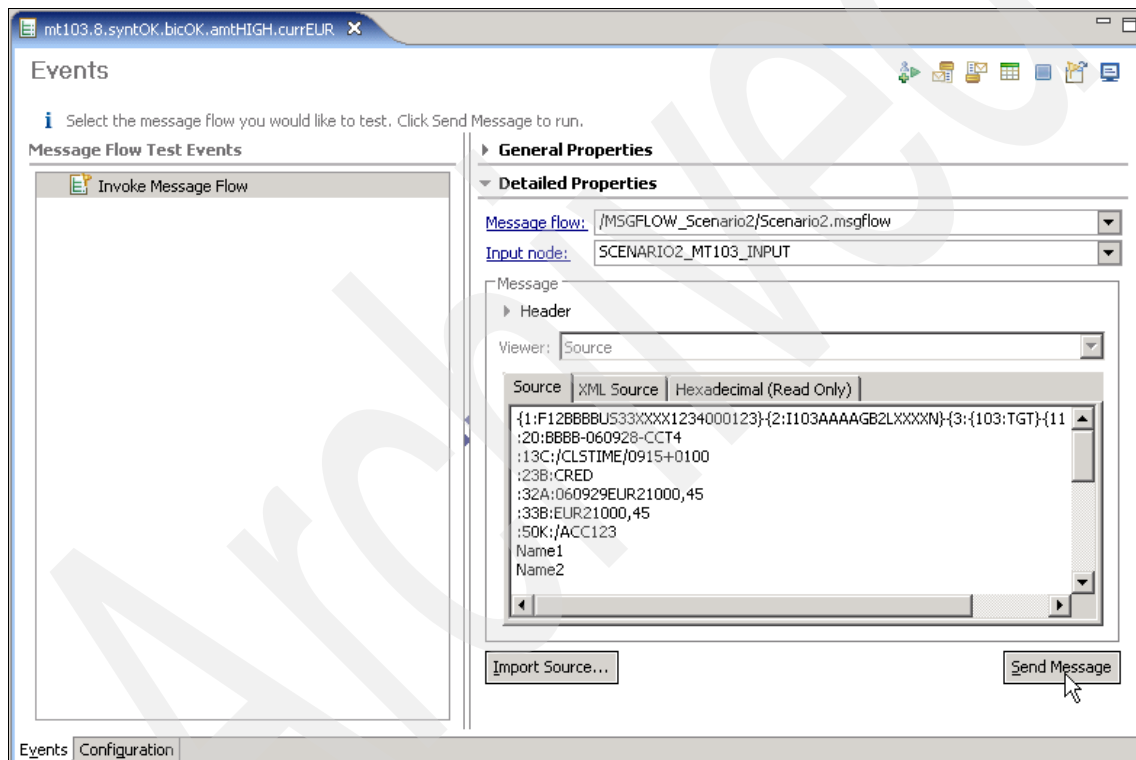 mt103.8.syntOK.bicOK.amtHIGH.currEUR
Events
i Select the message flow you would like to test. Click Send Message to run.
Message Flow Test Events
Invoke Message Flow
General Properties
Detailed Properties
Message flow: /MSGFLOW_Scenario2/Scenario2.msgflow
Input node: SCENARIO2_MT103_INPUT
Message
Header
Viewer: Source
Source XML Source Hexadecimal (Read Only)
{1:F12BBBBUS33XXXX1234000123}{2:I103AAAAGB2LXXXXN}{3:{103:TGT}{11
:20:BBBB-060928-CCT4
:13C:/CLSTIME/0915+0100
:23B:CRED
:32A:060929EUR21000,45
:33B:EUR21000,45
:50K:/ACC123
Name1
Name2
Import Source... Send Message
Events Configuration
Archived